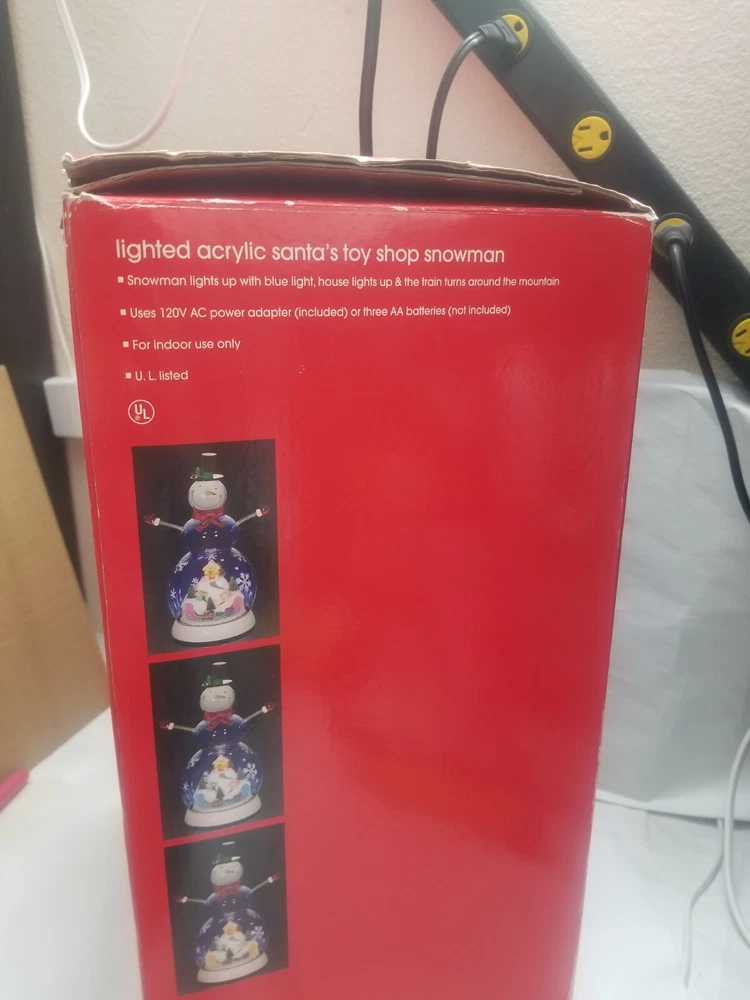 lighted acrylic santa's toy shop snowman
▪ Snowman lights up with blue light, house lights up & the train turns around the mountain
▪ Uses 120V AC power adapter (included) or three AA batteries (not included)
▪ For indoor use only
▪ U. L. listed
UL